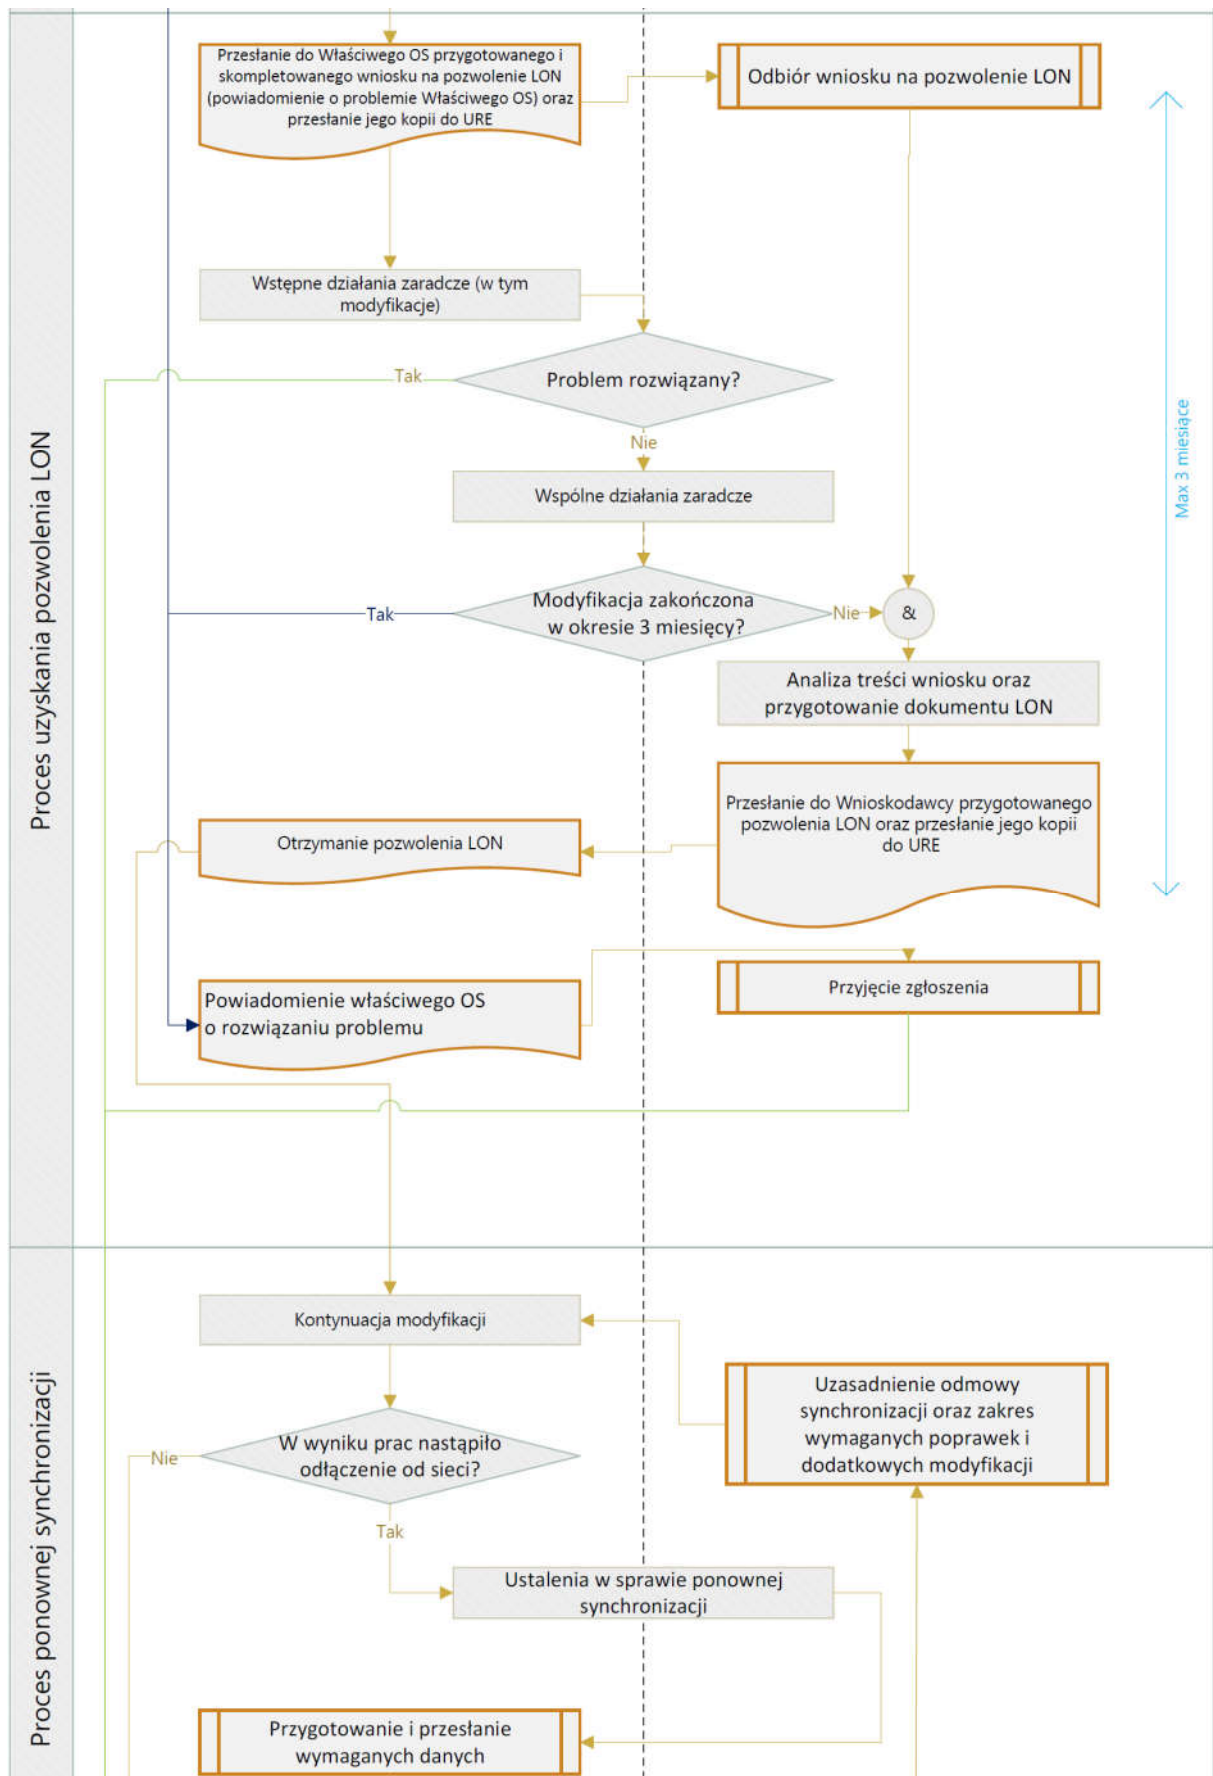 Proces uzyskania pozwolenia LON
Przesłanie do Właściwego OS przygotowanego i
skompletowanego wniosku na pozwolenie LON
(powiadomienie o problemie Właściwego OS) oraz
przesłanie jego kopii do URE
Odbiór wniosku na pozwolenie LON
Wstępne działania zaradcze (w tym
modyfikacje)
Tak
Problem rozwiązany?
Nie
Max 3 miesiące
Wspólne działania zaradcze
Tak
Modyfikacja zakończona
w okresie 3 miesięcy?
Nie
&
Analiza treści wniosku oraz
przygotowanie dokumentu LON
Przesłanie do Wnioskodawcy przygotowanego
pozwolenia LON oraz przesłanie jego kopii
do URE
Otrzymanie pozwolenia LON
Powiadomienie właściwego OS
o rozwiązaniu problemu
Przyjęcie zgłoszenia
Proces ponownej synchronizacji
Kontynuacja modyfikacji
Uzasadnienie odmowy
synchronizacji oraz zakres
wymaganych poprawek i
dodatkowych modyfikacji
Nie
W wyniku prac nastąpiło
odłączenie od sieci?
Tak
Ustalenia w sprawie ponownej
synchronizacji
Przygotowanie i przesłanie
wymaganych danych